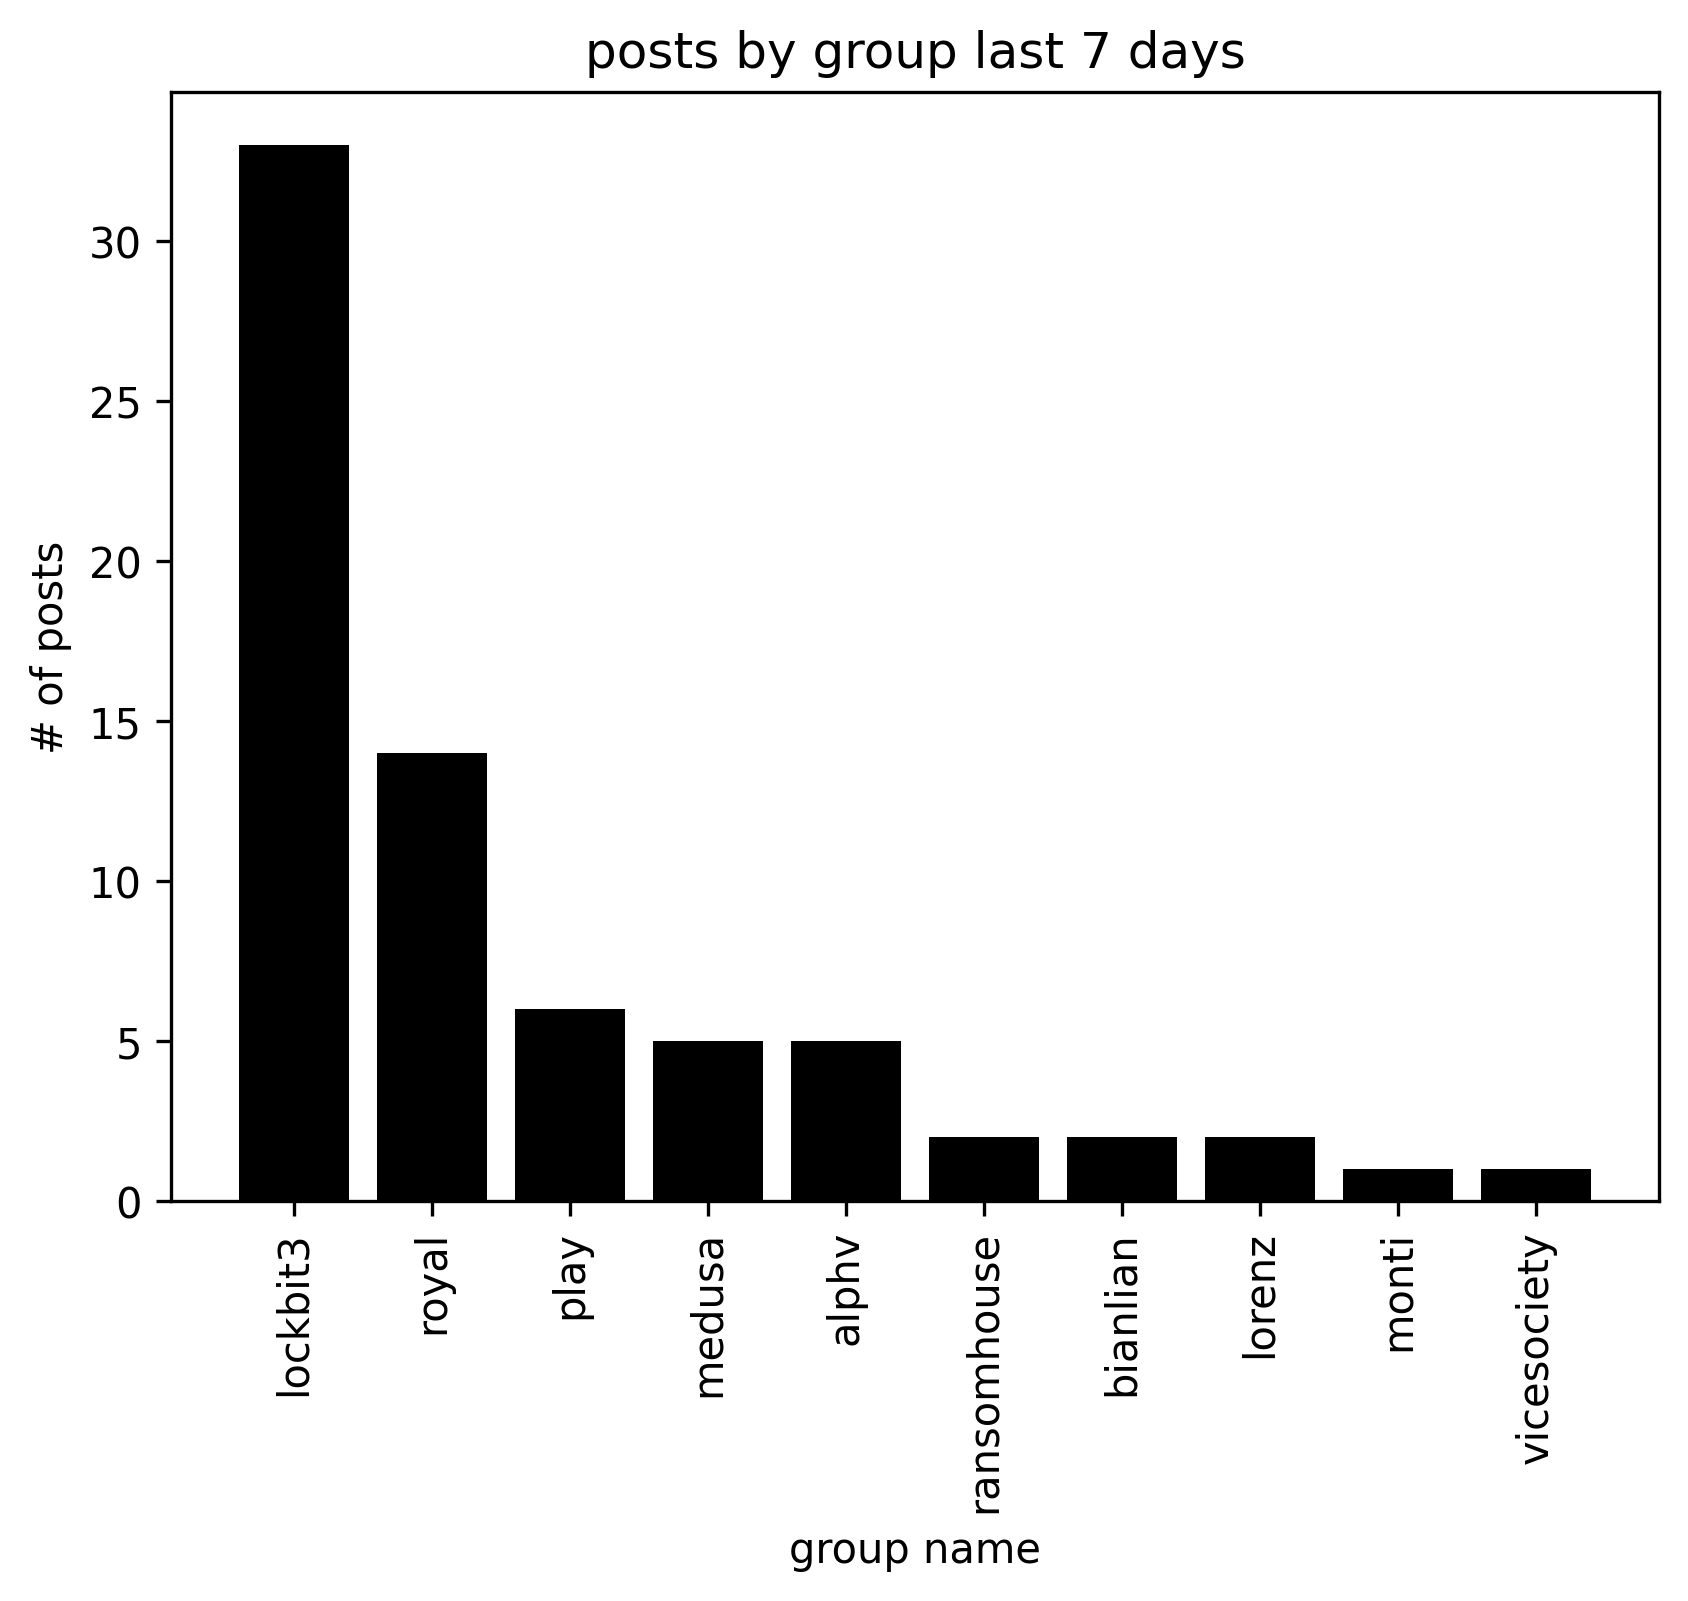 posts by group last 7 days
# of posts
30
25
20
15
10
5
0
lockbit3
royal
play
medusa
alphv
ransomhouse
bianlian
lorenz
monti
vicesociety
group name